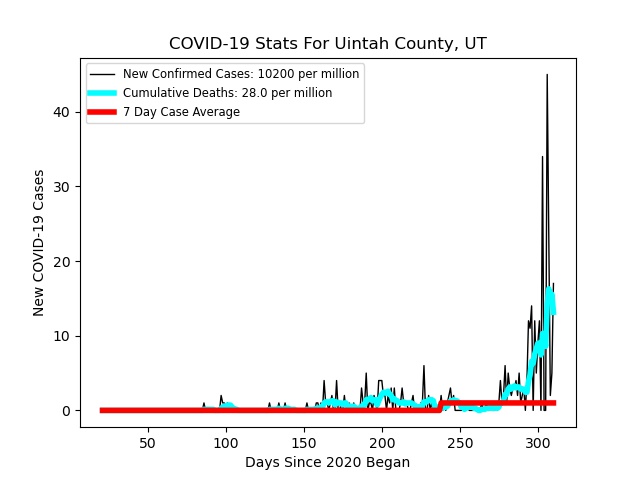 COVID-19 Stats For Uintah County, UT
New Confirmed Cases: 10200 per million
Cumulative Deaths: 28.0 per million
7 Day Case Average
New COVID-19 Cases
40
30
20
10
0
50 100 150 200 250 300
Days Since 2020 Began